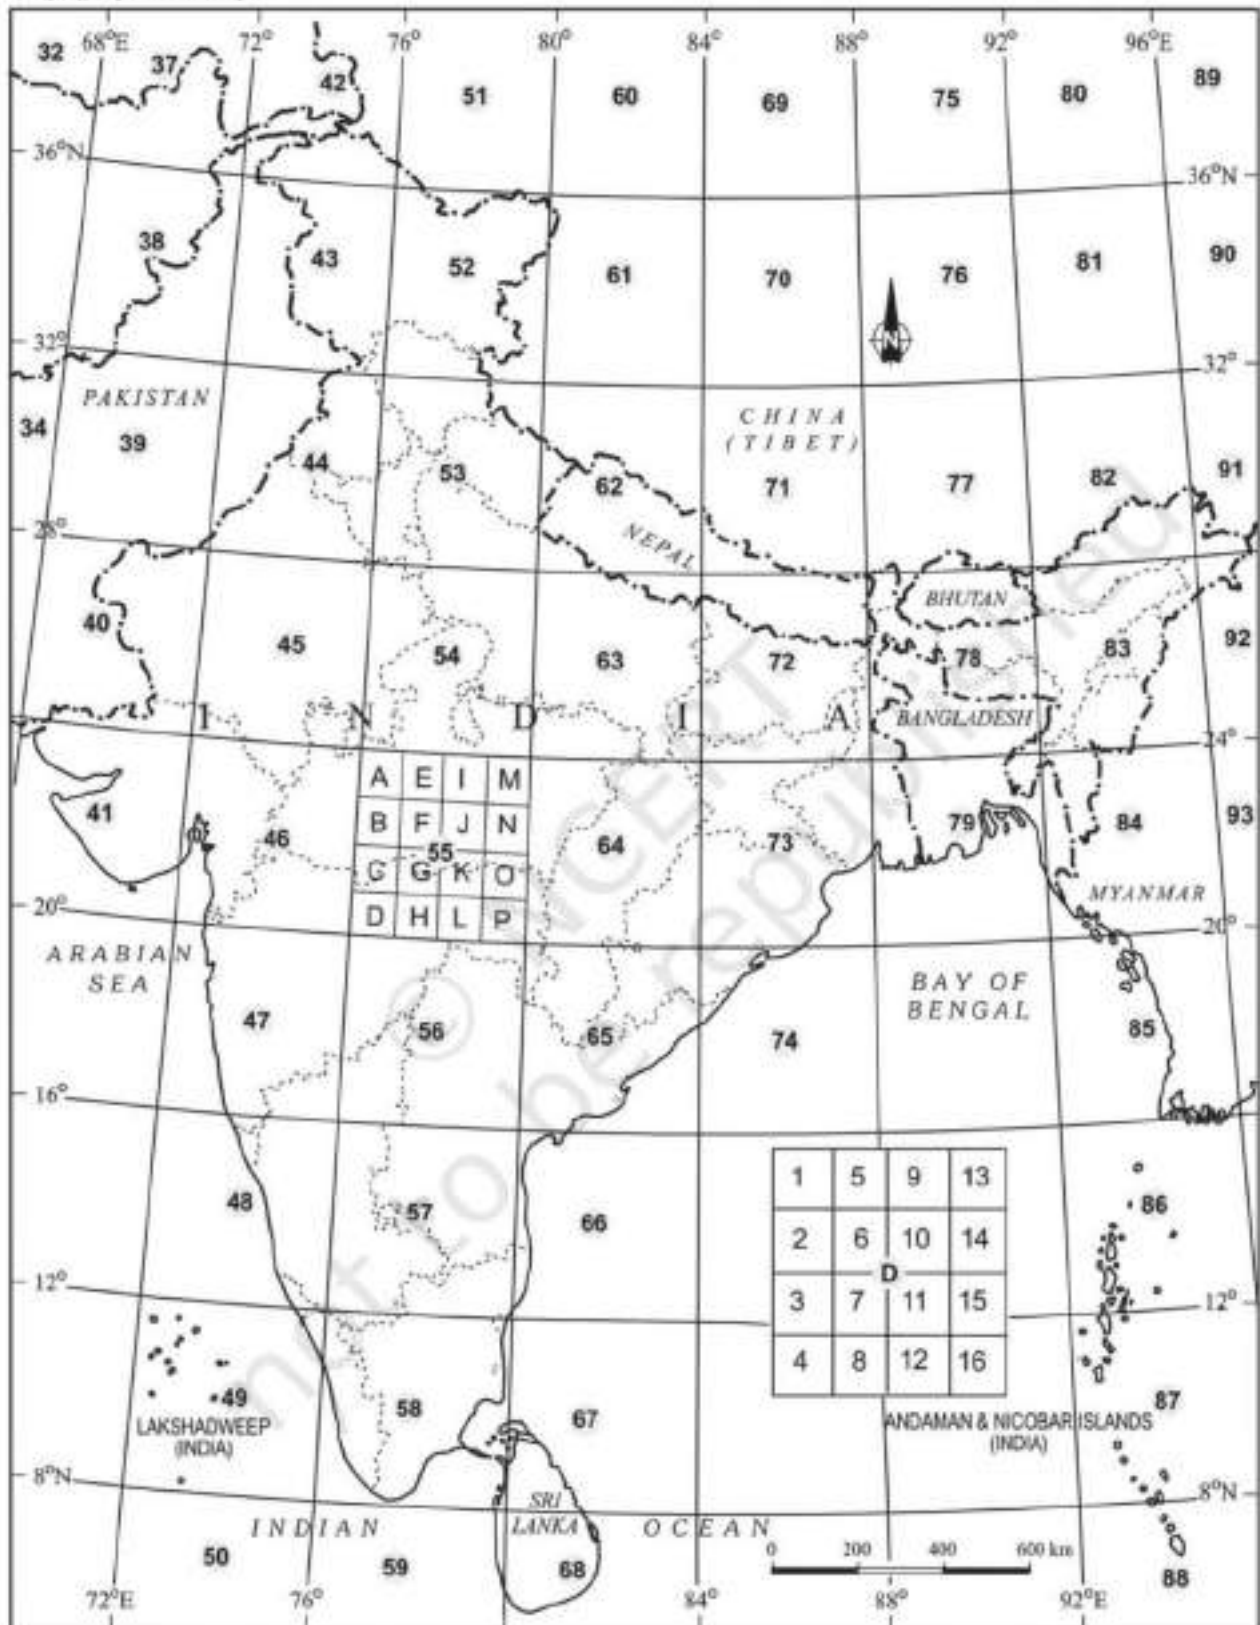 68°E 72° 76° 80° 84° 88° 92° 96°E
32 37 42 51 60 69 75 80 89
36°N 36°N
38 43 52 61 70 76 81 90
N
32° 32°
PAKISTAN
CHINA
(TIBET)
34 39 44 53 62 71 77 82 91
28°
NEPAL
BHUTAN
40 45 54 63 72 78 83 92
I N D I A
BANGLADESH
24°
A E I M
B F J N
41 46 55 64 73 79 84 93
C G K O
D H L P
MYANMAR
20° 20°
ARABIAN
SEA
BAY OF
BENGAL
47 56 65 74 85
16°
1 5 9 13
48 57 66 86
2 6 10 14
D
3 7 11 15
12° 12°
4 8 12 16
49 58 67 87
LAKSHADWEEP
(INDIA)
ANDAMAN & NICOBAR ISLANDS
(INDIA)
8°N 8°N
SRI
LANKA
INDIAN OCEAN
0 200 400 600 km
50 59 68 88
72°E 76° 84° 88° 92°E
© NCERT
not to be republished